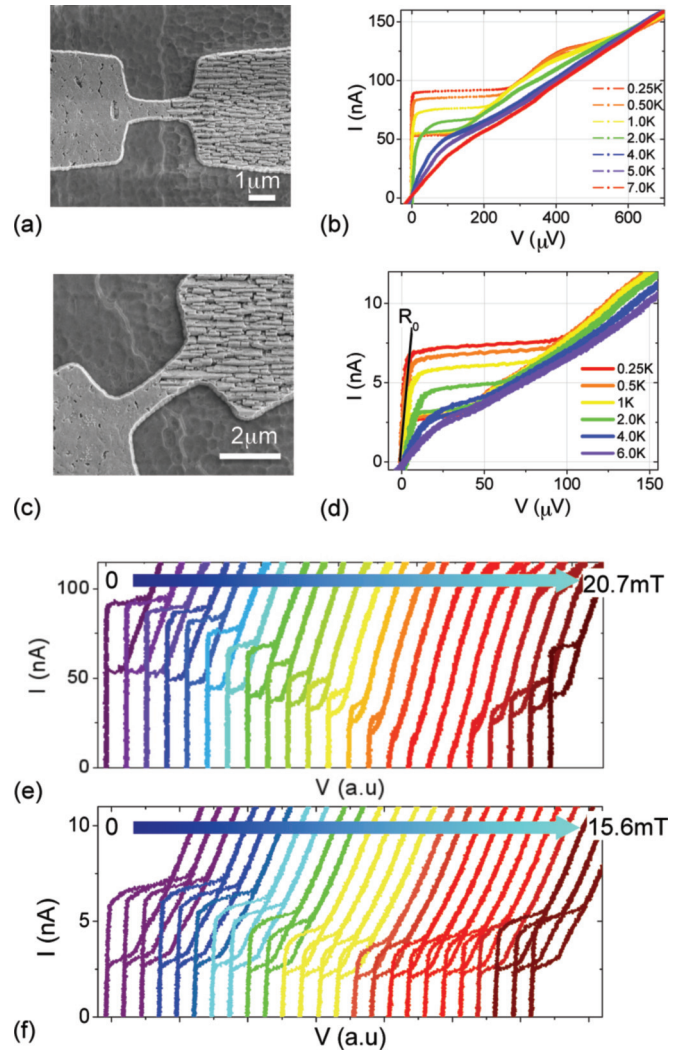 1μm
(a)
I (nA)
150
100
50
0
0.25K
0.50K
1.0K
2.0K
4.0K
5.0K
7.0K
0 200 400 600
V (μV)
(b)
2μm
(c)
I (nA)
10
5
0
R0
0.25K
0.5K
1K
2.0K
4.0K
6.0K
0 50 100 150
V (μV)
(d)
0 20.7mT
I (nA)
100
50
0
V (a.u)
(e)
0 15.6mT
I (nA)
10
5
0
V (a.u)
(f)